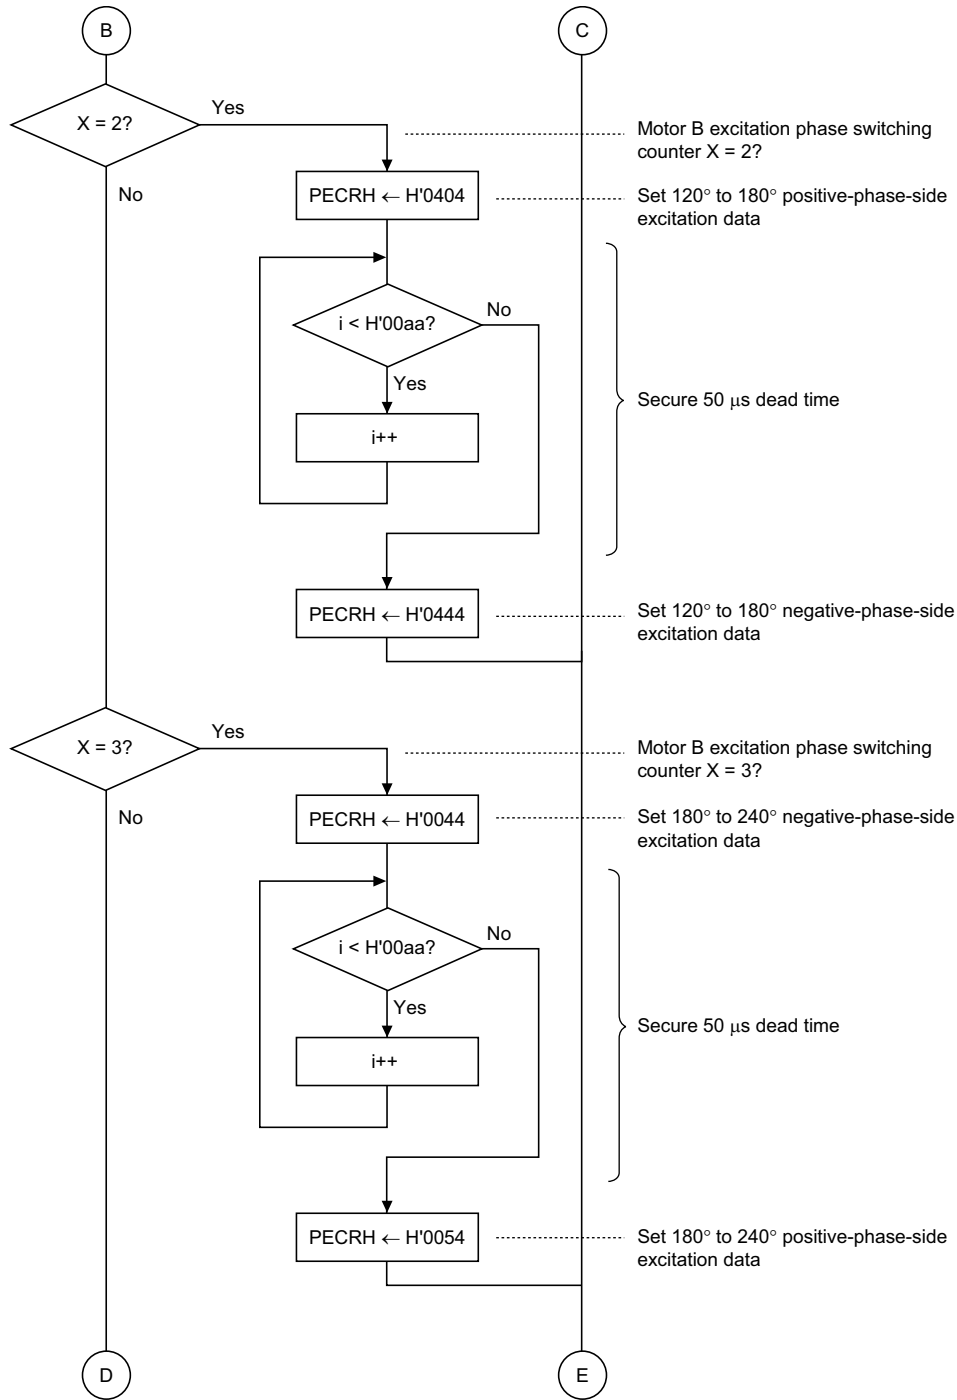 B
C
X = 2?
Yes
No
Motor B excitation phase switching
counter X = 2?
PECRH ← H'0404
Set 120° to 180° positive-phase-side
excitation data
i < H'00aa?
No
Yes
i++
Secure 50 μs dead time
PECRH ← H'0444
Set 120° to 180° negative-phase-side
excitation data
X = 3?
Yes
No
Motor B excitation phase switching
counter X = 3?
PECRH ← H'0044
Set 180° to 240° negative-phase-side
excitation data
i < H'00aa?
No
Yes
i++
Secure 50 μs dead time
PECRH ← H'0054
Set 180° to 240° positive-phase-side
excitation data
D
E